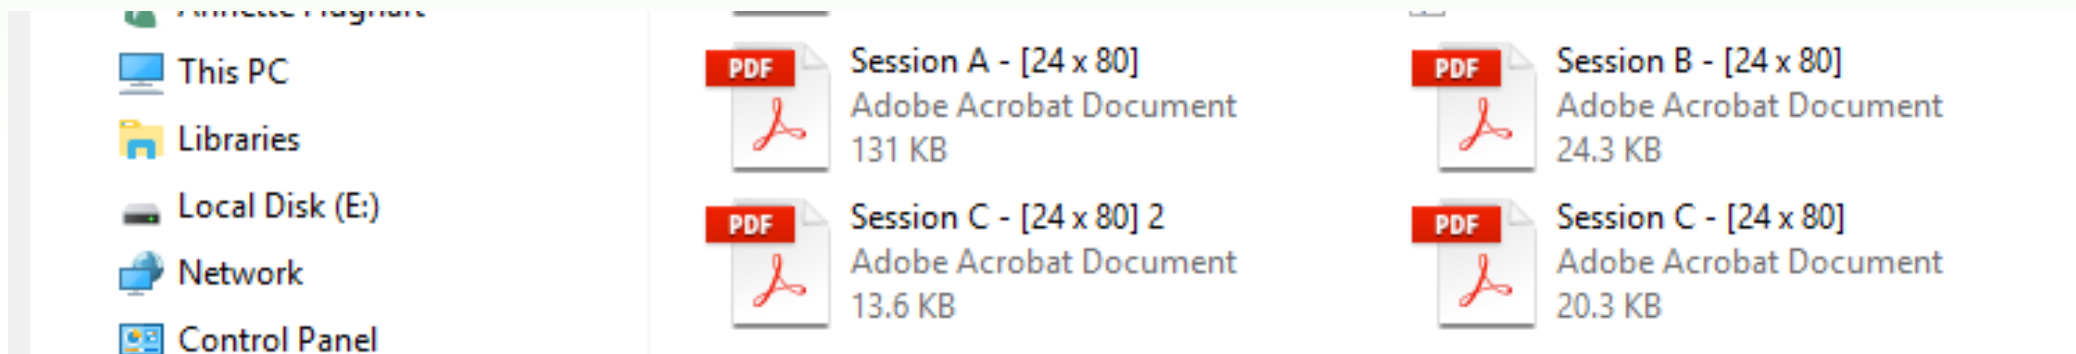 This PC
Libraries
Local Disk (E:)
Network
Control Panel
PDF
Session A - [24 x 80]
Adobe Acrobat Document
131 KB
PDF
Session B - [24 x 80]
Adobe Acrobat Document
24.3 KB
PDF
Session C - [24 x 80] 2
Adobe Acrobat Document
13.6 KB
PDF
Session C - [24 x 80]
Adobe Acrobat Document
20.3 KB